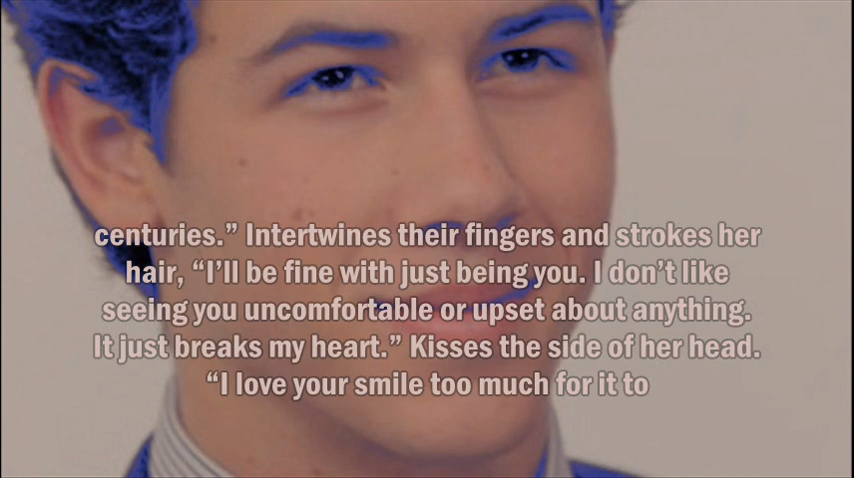 centuries.” Intertwines their fingers and strokes her
hair, “I’ll be fine with just being you. I don’t like
seeing you uncomfortable or upset about anything.
It just breaks my heart.” Kisses the side of her head.
“I love your smile too much for it to